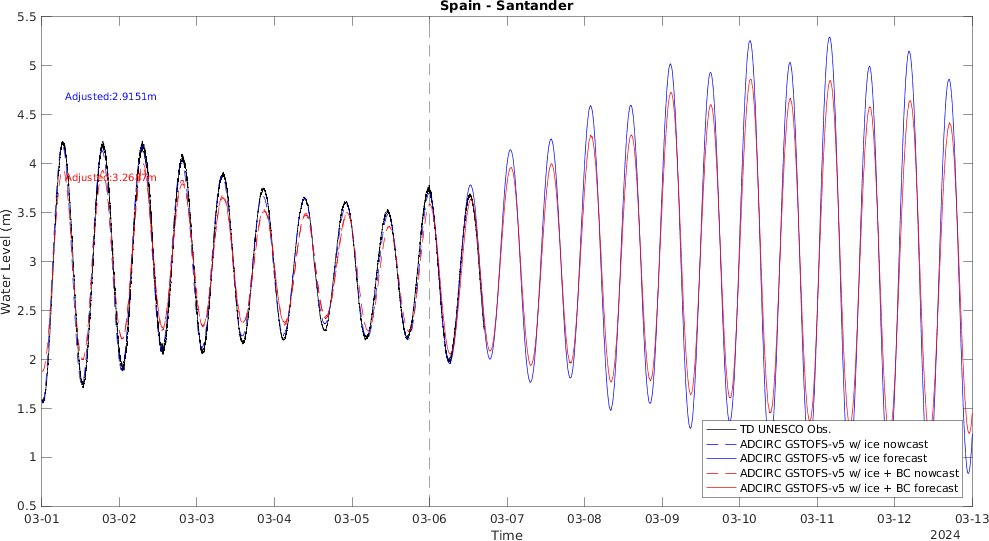 Spain - Santander
5.5
5
4.5
4
3.5
3
2.5
2
1.5
1
0.5
Water Level (m)
Adjusted:2.9151m
TD UNESCO Obs.
ADCIRC GSTOFS-v5 w/ ice nowcast
ADCIRC GSTOFS-v5 w/ ice forecast
ADCIRC GSTOFS-v5 w/ ice + BC nowcast
ADCIRC GSTOFS-v5 w/ ice + BC forecast
03-01 03-02 03-03 03-04 03-05 03-06 03-07 03-08 03-09 03-10 03-11 03-12 03-13
Time
2024